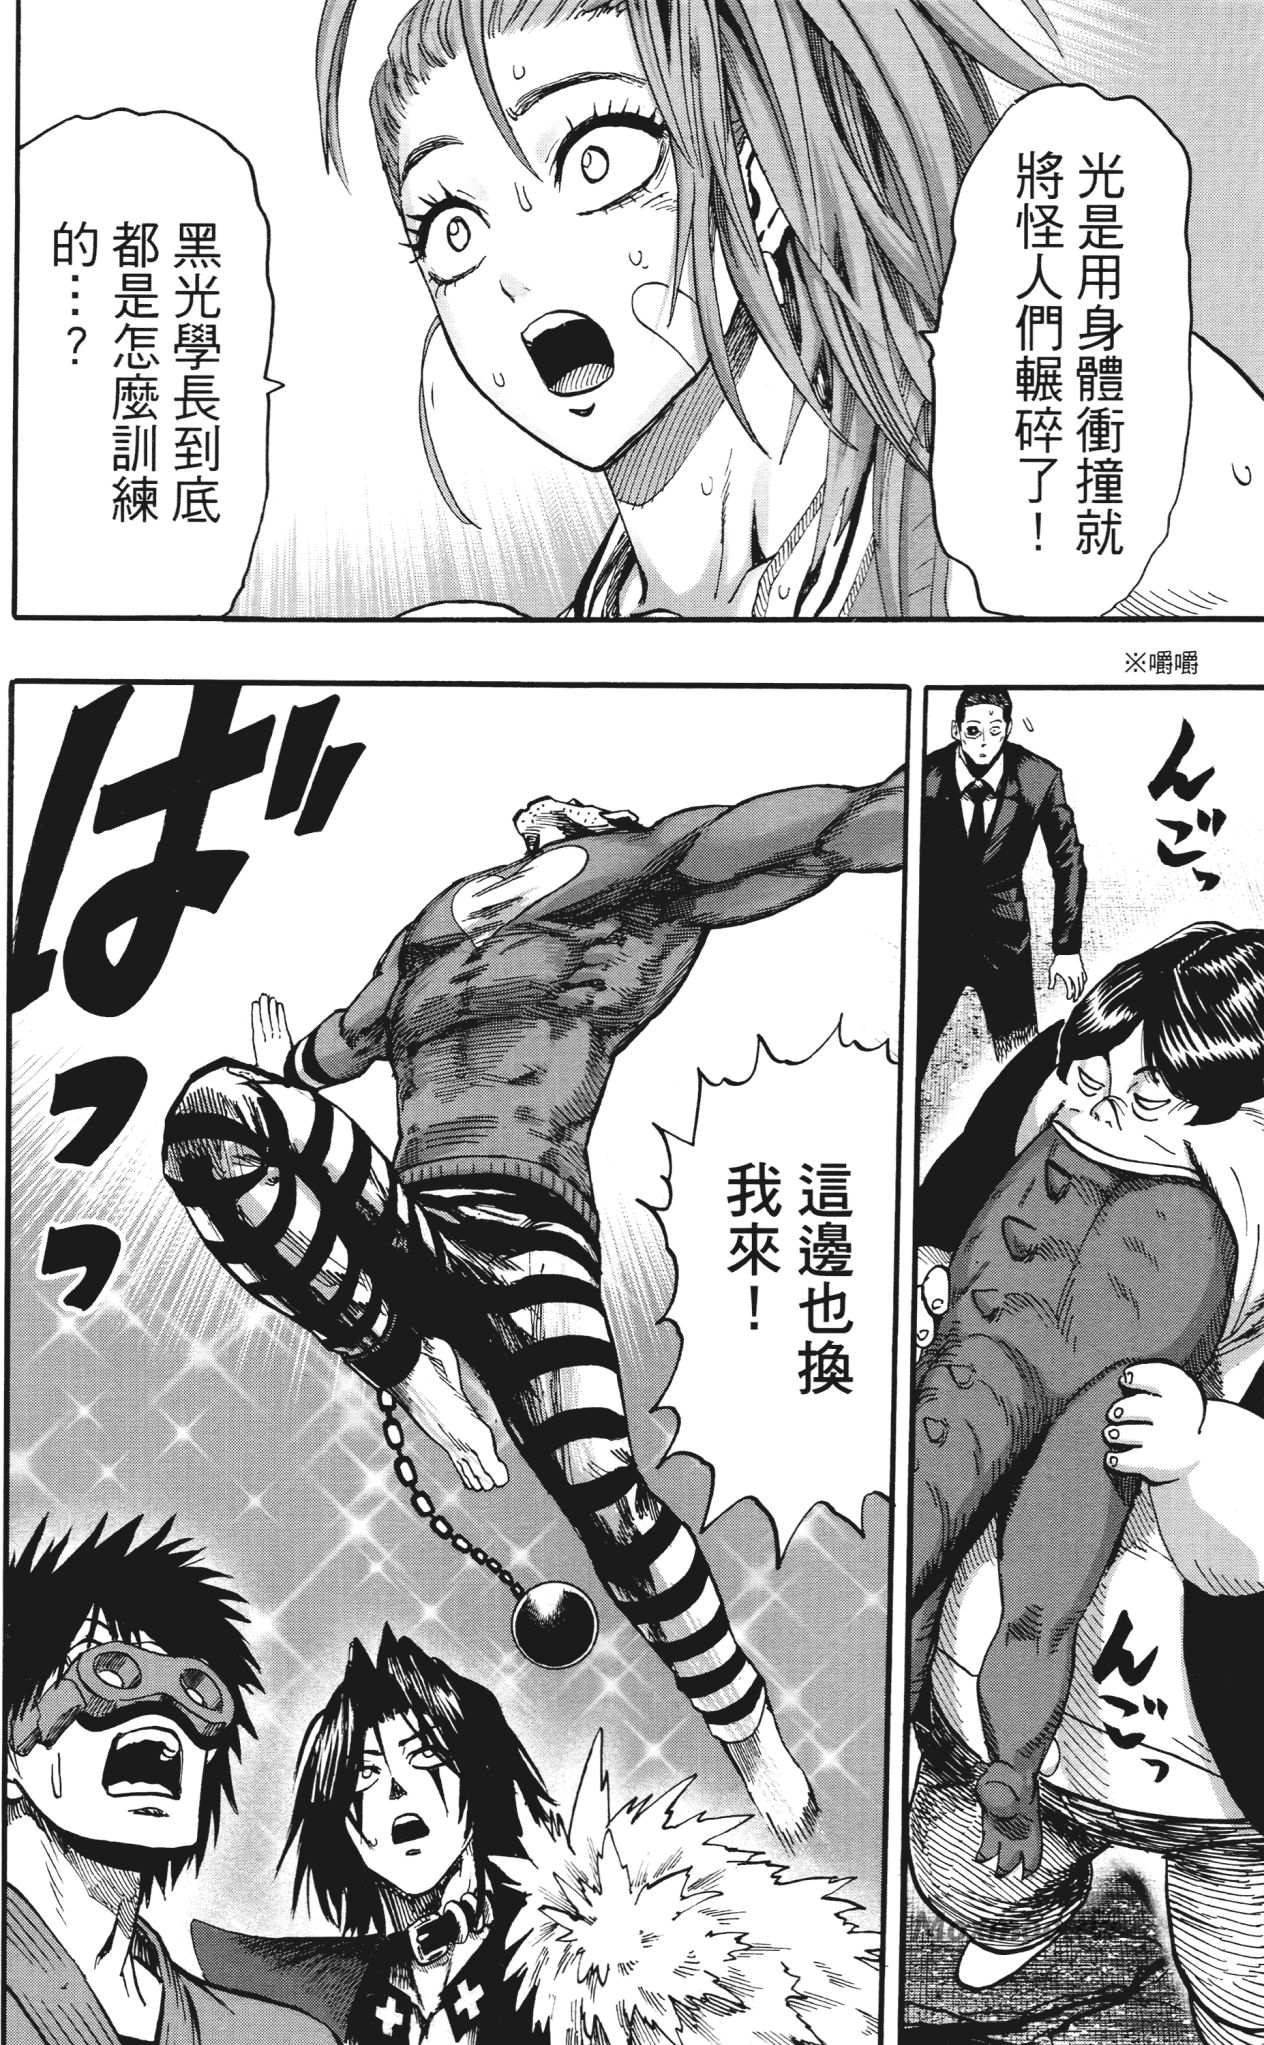 光是用身體衝撞就
將怪人們輾碎了！
黑光學長到底
都是怎麼訓練
的…？
※嚼嚼
んごっ
んごっ
這邊也換
我來！
ばっっ